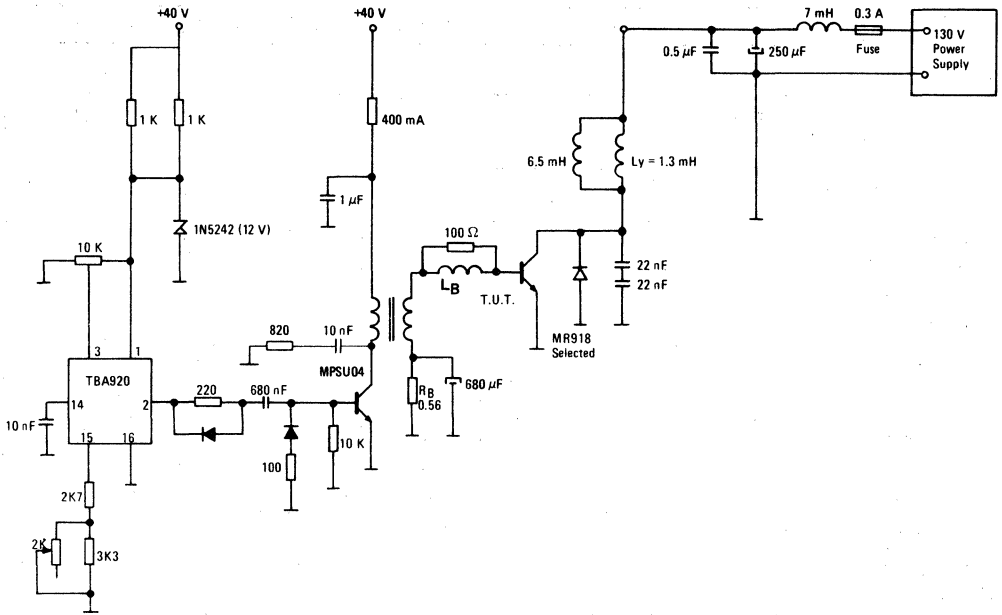 +40 V
+40 V
7 mH
0.3 A
Fuse
130 V
Power
Supply
0.5 μF
250 μF
1 K
1 K
400 mA
6.5 mH
Ly = 1.3 mH
1 μF
1N5242 (12 V)
10 K
100 Ω
LB
T.U.T.
22 nF
22 nF
MR918
Selected
820
10 nF
MPSU04
3
1
TBA920
14
2
15
16
10 nF
220
680 nF
RB
0.56
680 μF
100
10 K
2K7
2K
3K3